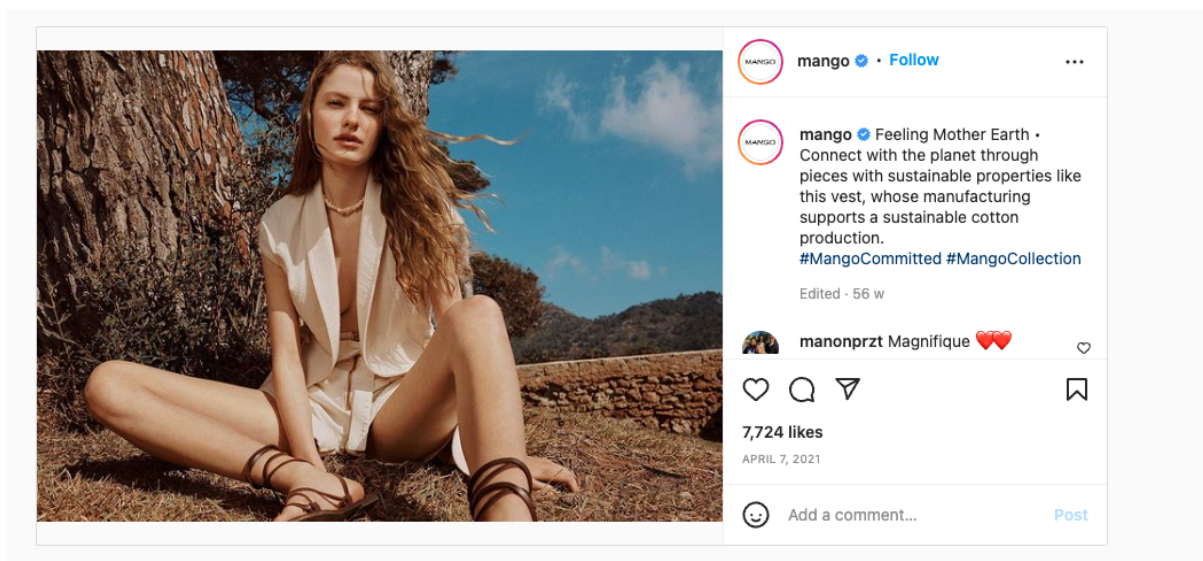 MANGO
mango • Follow
MANGO
mango Feeling Mother Earth •
Connect with the planet through
pieces with sustainable properties like
this vest, whose manufacturing
supports a sustainable cotton
production.
#MangoCommitted #MangoCollection
Edited · 56 w
manonprzt Magnifique ❤️❤️
7,724 likes
APRIL 7, 2021
Add a comment... Post